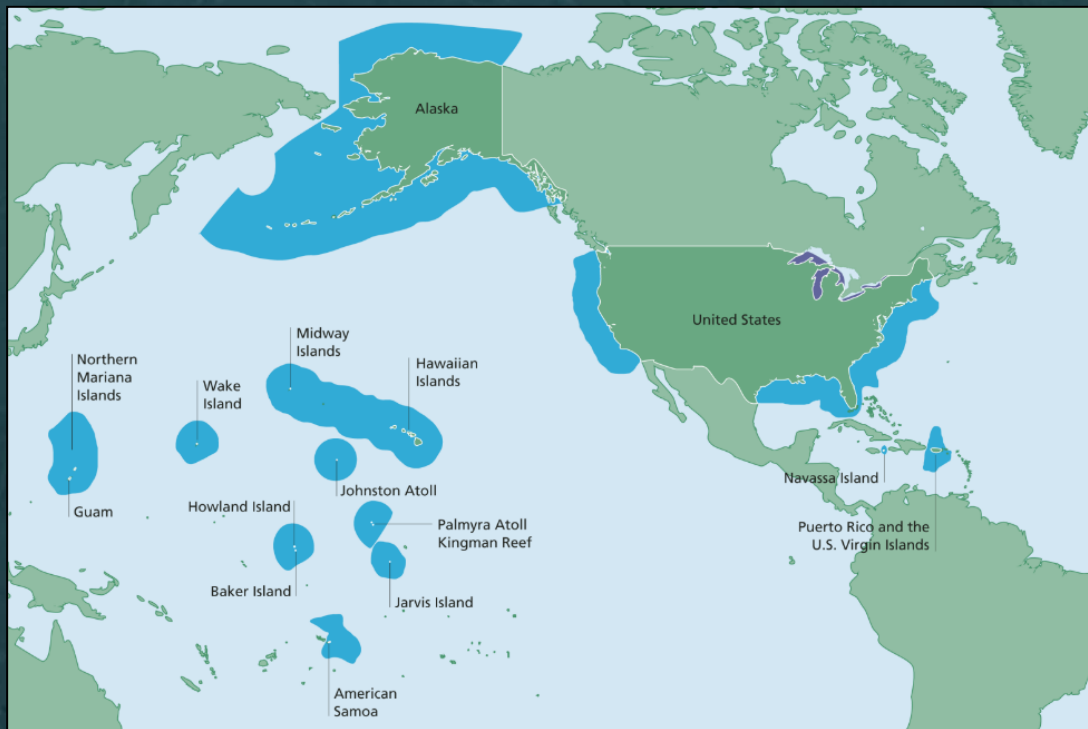 Alaska
United States
Midway
Islands
Hawaiian
Islands
Northern
Mariana
Islands
Wake
Island
Guam
Johnston Atoll
Howland Island
Palmyra Atoll
Kingman Reef
Baker Island
Jarvis Island
American
Samoa
Navassa Island
Puerto Rico and the
U.S. Virgin Islands